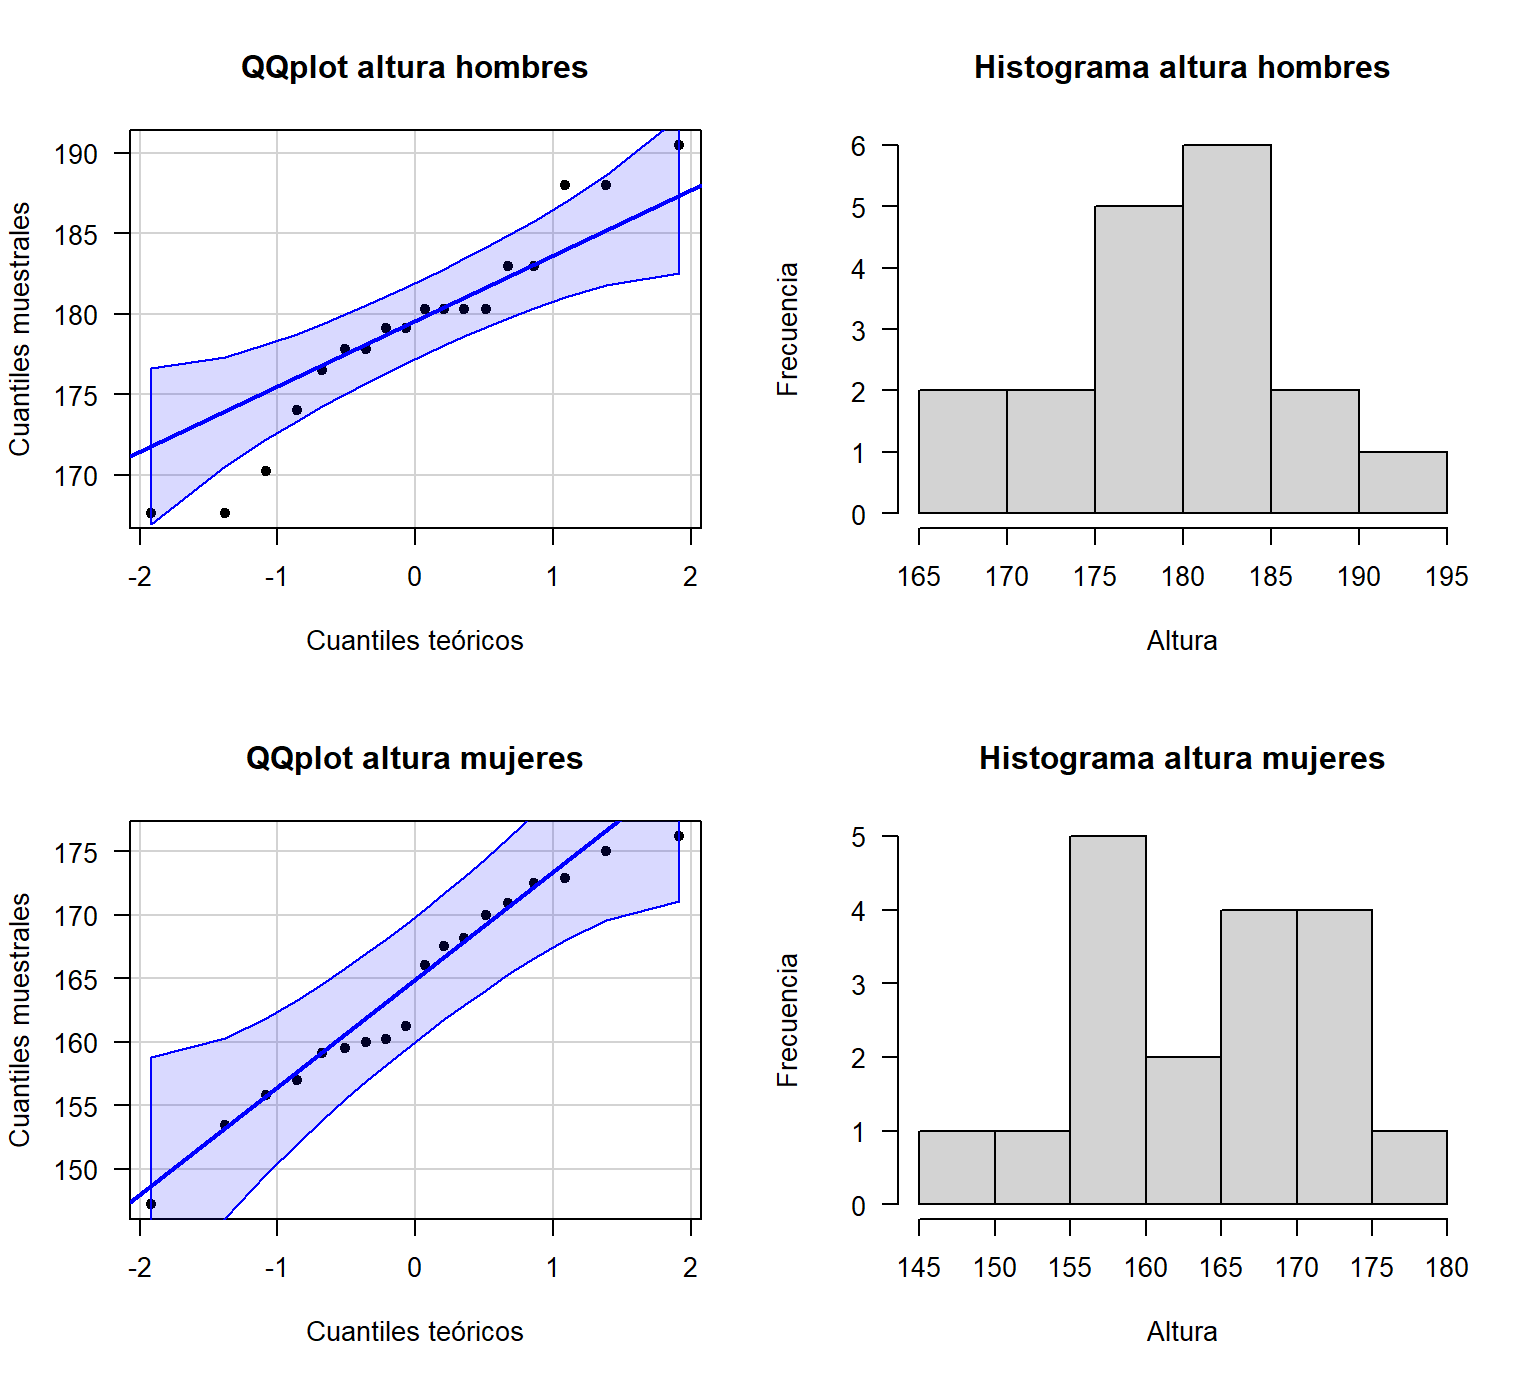 QQplot altura hombres
Cuantiles muestrales
190
185
180
175
170
-2 -1 0 1 2
Cuantiles teóricos
Histograma altura hombres
Frecuencia
6
5
4
3
2
1
0
165 170 175 180 185 190 195
Altura
QQplot altura mujeres
Cuantiles muestrales
175
170
165
160
155
150
-2 -1 0 1 2
Cuantiles teóricos
Histograma altura mujeres
Frecuencia
5
4
3
2
1
0
145 150 155 160 165 170 175 180
Altura